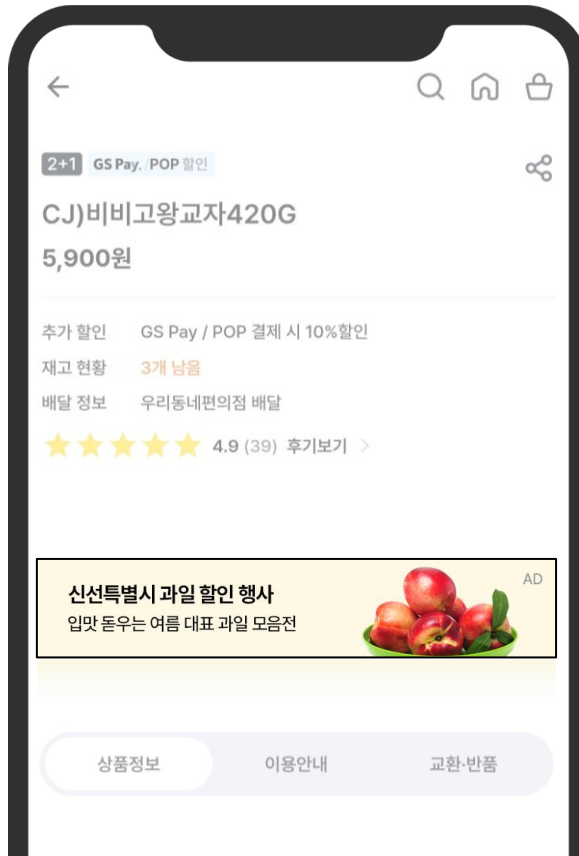 2+1 GS Pay. / POP 할인
CJ)비비고왕교자420G
5,900원
추가 할인 GS Pay / POP 결제 시 10%할인
재고 현황 3개 남음
배달 정보 우리동네편의점 배달
4.9 (39) 후기보기
신선특별시 과일 할인 행사
AD
입맛 돋우는 여름 대표 과일 모음전
상품정보 이용안내 교환·반품